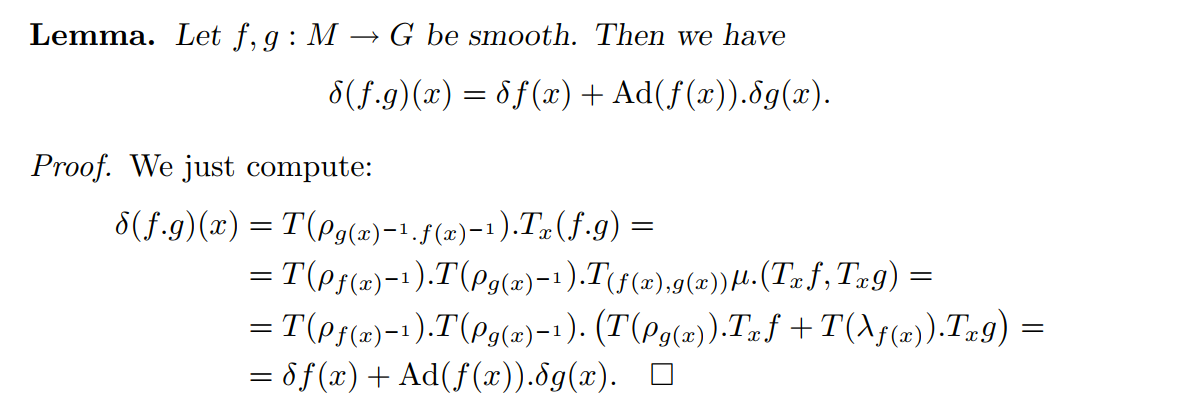 Lemma. Let f, g : M → G be smooth. Then we have
δ(f.g)(x) = δf(x) + Ad(f(x)).δg(x).
Proof. We just compute:
δ(f.g)(x) = T(ρ_{g(x)^{-1}.f(x)^{-1}}).T_x(f.g) =
= T(ρ_{f(x)^{-1}}).T(ρ_{g(x)^{-1}}).T_{(f(x),g(x))}μ.(T_x f, T_x g) =
= T(ρ_{f(x)^{-1}}).T(ρ_{g(x)^{-1}}).(T(ρ_{g(x)}).T_x f + T(λ_{f(x)}).T_x g) =
= δf(x) + Ad(f(x)).δg(x). □